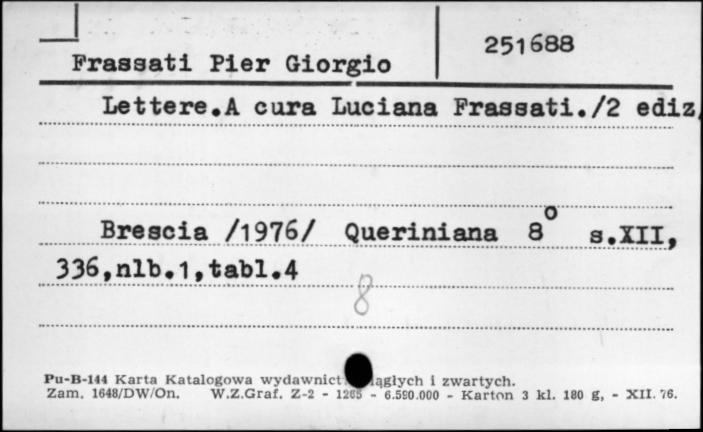 Frassati Pier Giorgio
251688
Lettere.A cura Luciana Frassati./2 ediz.
Brescia /1976/ Queriniana 8° s.XII,
336,nlb.1,tabl.4
8
Pu-B-144 Karta Katalogowa zwartych.
Zam. 1648/DW/On. W.Z.Graf. Z-2 - 1265 - 6.590.000 - Karton 3 kl. 180 g, - XII. 76.